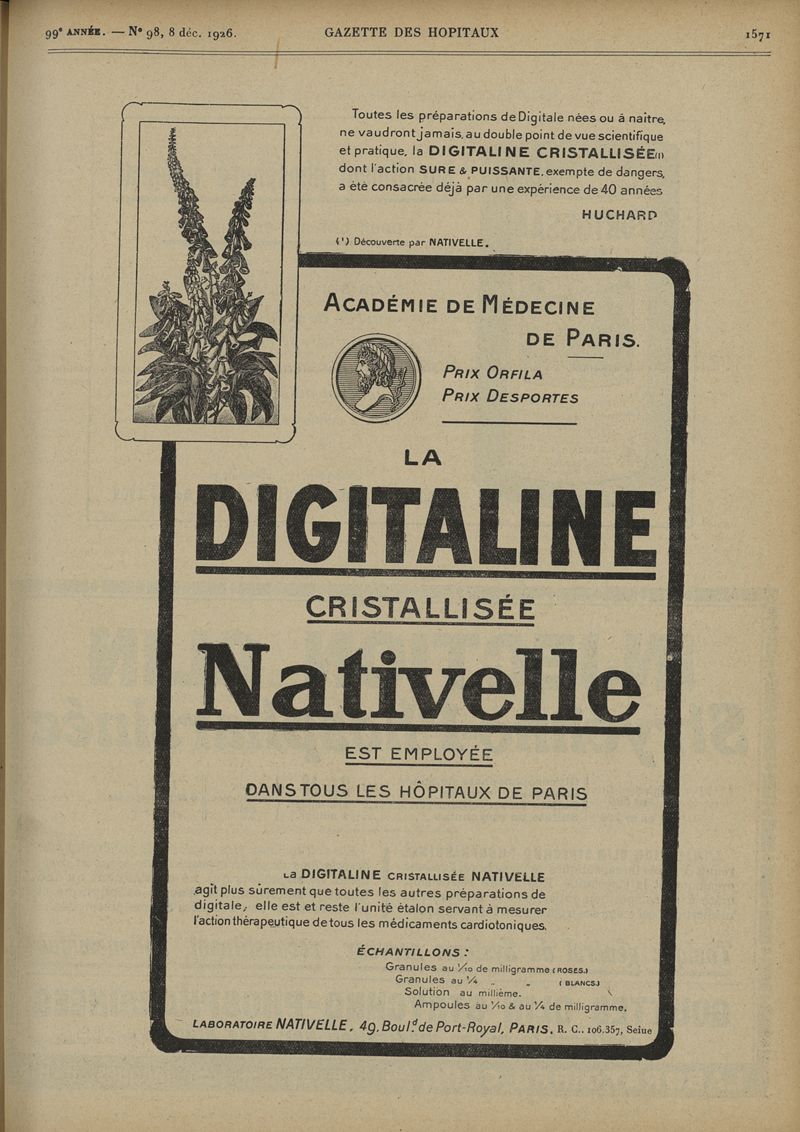 99e ANNÉE. — No 98, 8 déc. 1926.
GAZETTE DES HOPITAUX
1571
Toutes les préparations de Digitale nées ou à naître,
ne vaudront jamais, au double point de vue scientifique
et pratique, la DIGITALINE CRISTALLISÉE(1)
dont l'action SURE & PUISSANTE, exempte de dangers,
a été consacrée déjà par une expérience de 40 années
HUCHARD
(1) Découverte par NATIVELLE.
ACADÉMIE DE MÉDECINE
DE PARIS.
PRIX ORFILA
PRIX DESPORTES
LA
DIGITALINE
CRISTALLISÉE
Nativelle
EST EMPLOYÉE
DANS TOUS LES HÔPITAUX DE PARIS
La DIGITALINE CRISTALLISÉE NATIVELLE
agit plus sûrement que toutes les autres préparations de
digitale, elle est et reste l'unité étalon servant à mesurer
l'action thérapeutique de tous les médicaments cardiotoniques.
ÉCHANTILLONS :
Granules au 1/10 de milligramme (ROSES.)
Granules au 1/4 „ „ (BLANCS.)
Solution au millième.
Ampoules au 1/10 & au 1/4 de milligramme.
LABORATOIRE NATIVELLE, 49, Boul.d de Port-Royal, PARIS. R. C.. 106.357, Seine